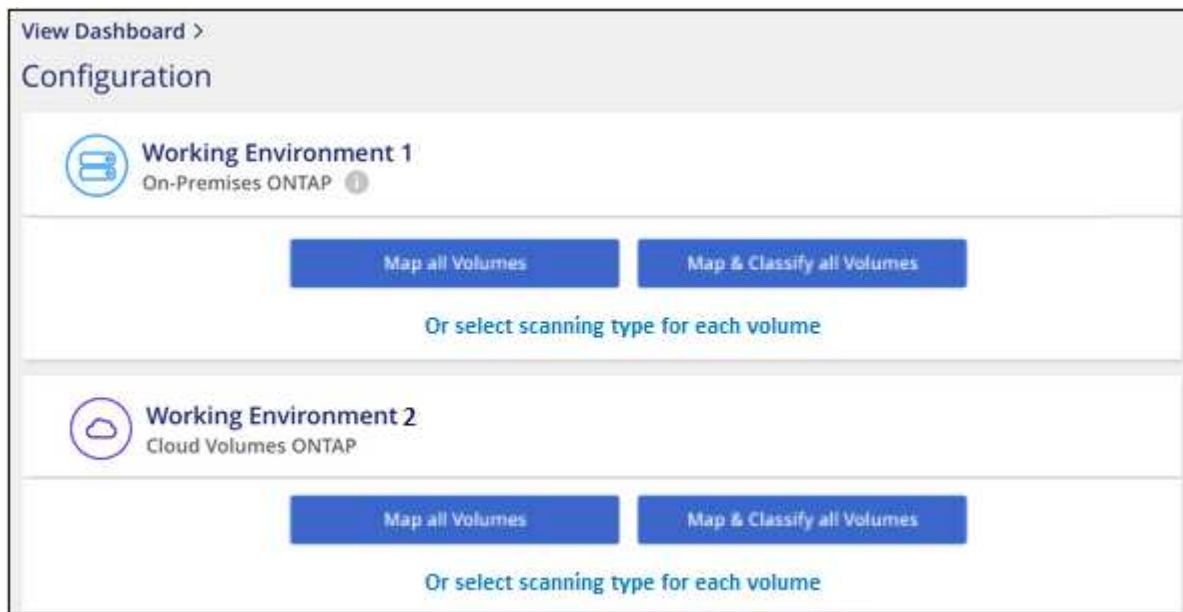 View Dashboard >
Configuration
Working Environment 1
On-Premises ONTAP i
Map all Volumes Map & Classify all Volumes
Or select scanning type for each volume
Working Environment 2
Cloud Volumes ONTAP
Map all Volumes Map & Classify all Volumes
Or select scanning type for each volume